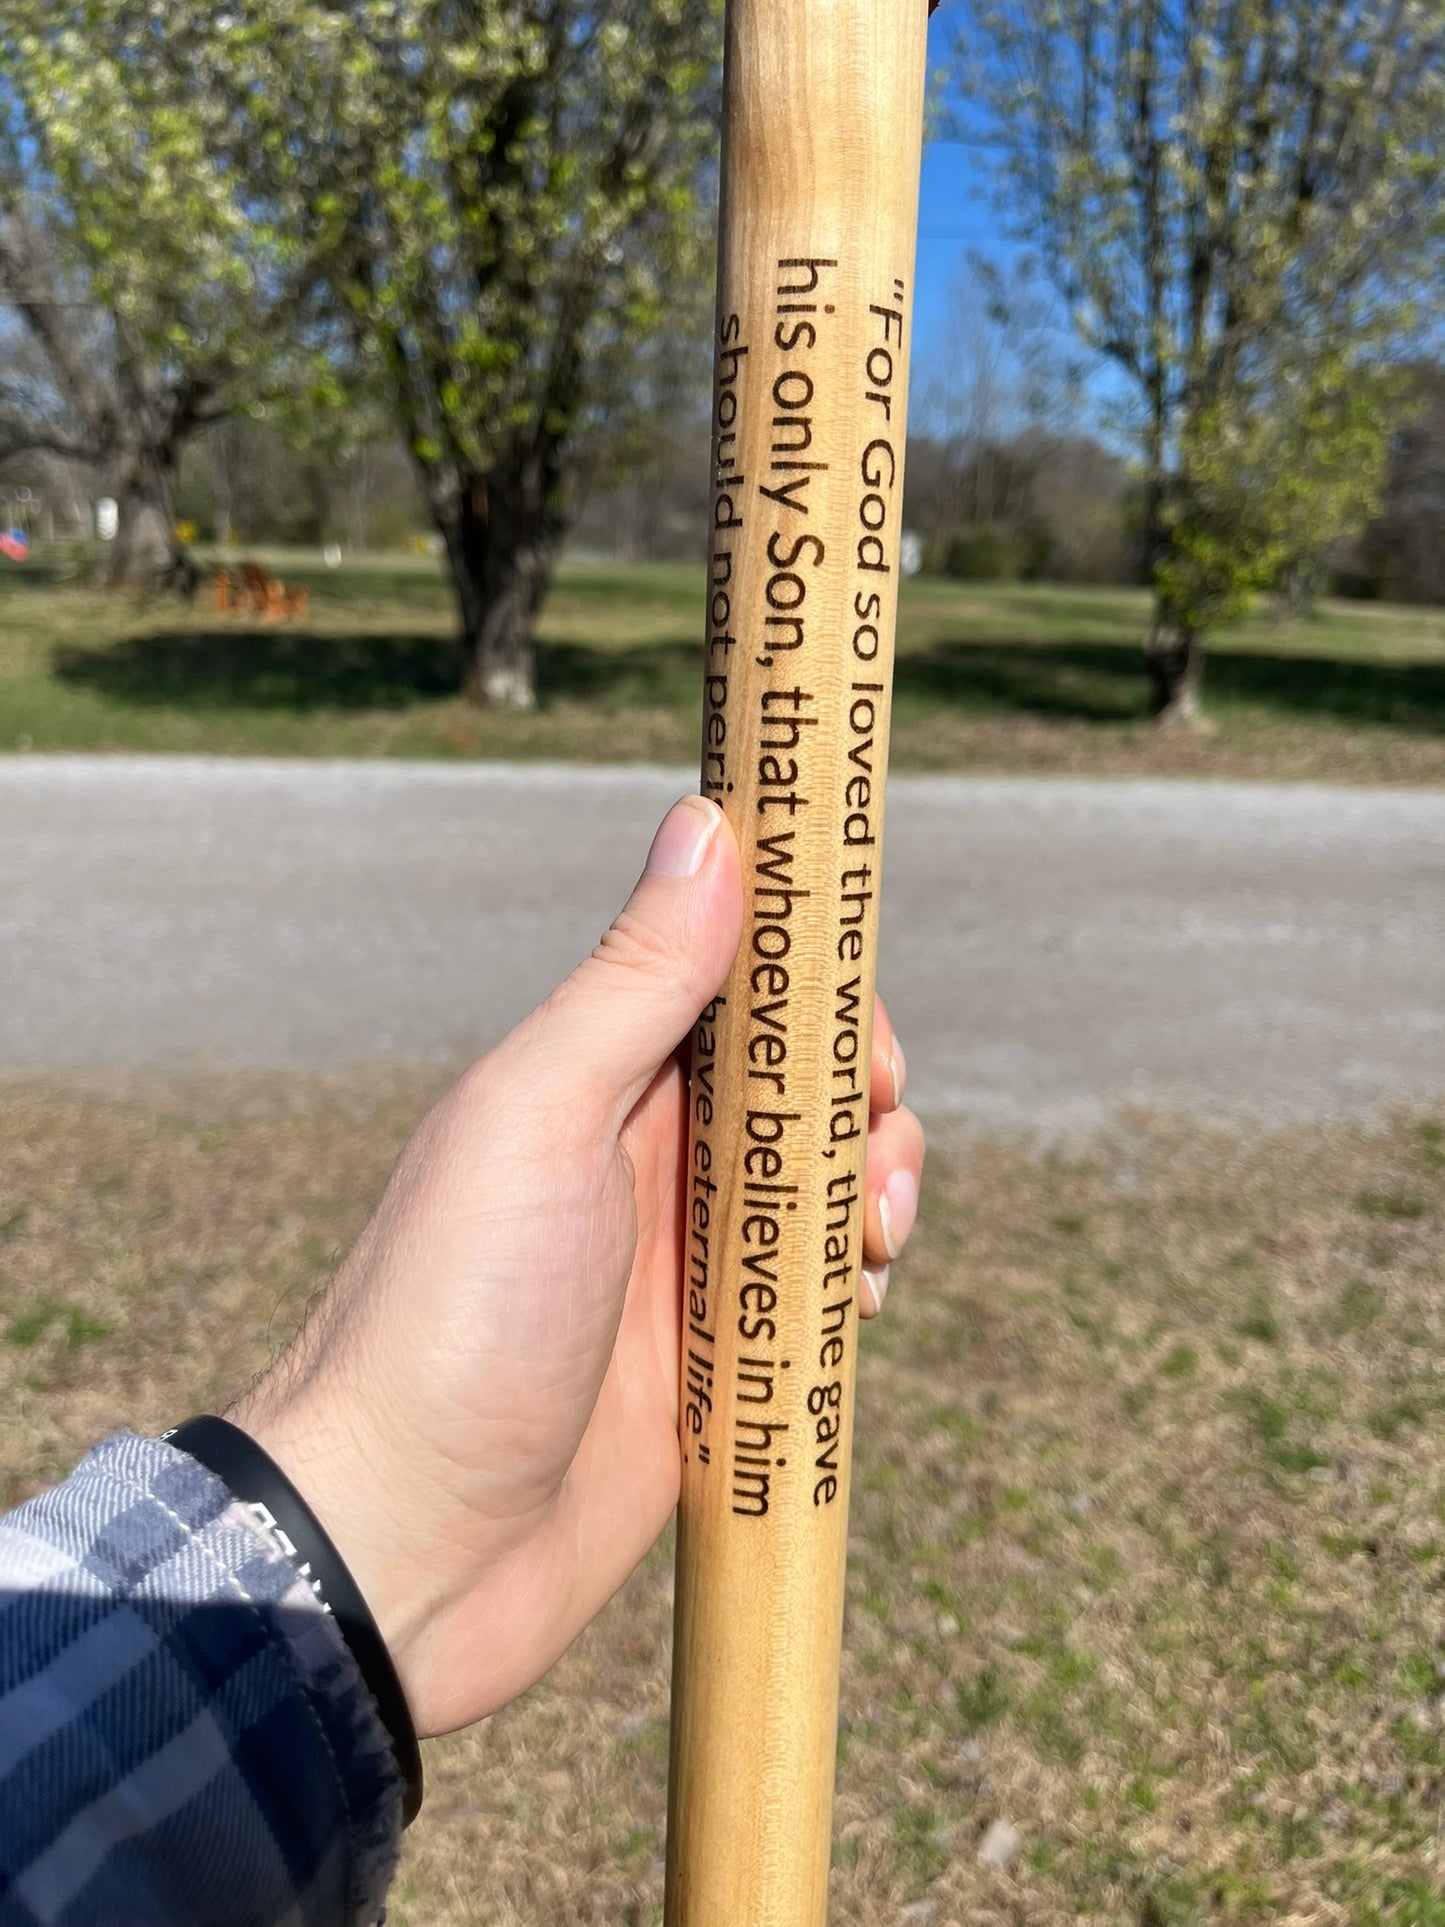 "For God so loved the world, that he gave
his only Son, that whoever believes in him
should not peris have eternal life."